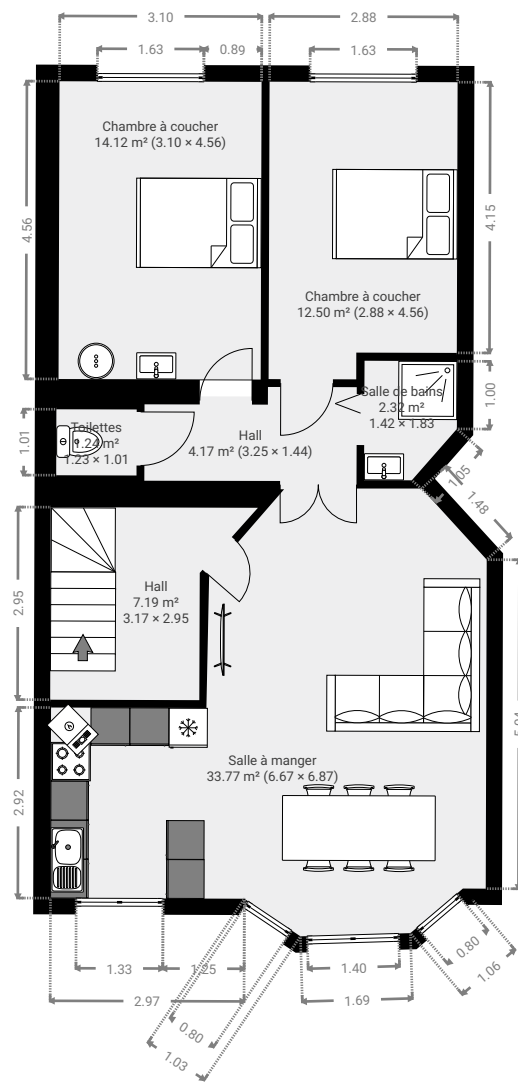 3.10
2.88
1.63
0.89
1.63
Chambre à coucher
14.12 m² (3.10 × 4.56)
4.56
4.15
Chambre à coucher
12.50 m² (2.88 × 4.56)
Salle de bains
2.32 m²
1.42 × 1.83
1.00
Toilettes
1.24 m²
1.23 × 1.01
1.01
Hall
4.17 m² (3.25 × 1.44)
1.05
1.48
Hall
7.19 m²
3.17 × 2.95
2.95
Salle à manger
33.77 m² (6.67 × 6.87)
2.92
1.33
1.25
1.40
0.80
1.06
2.97
1.69
0.80
1.03